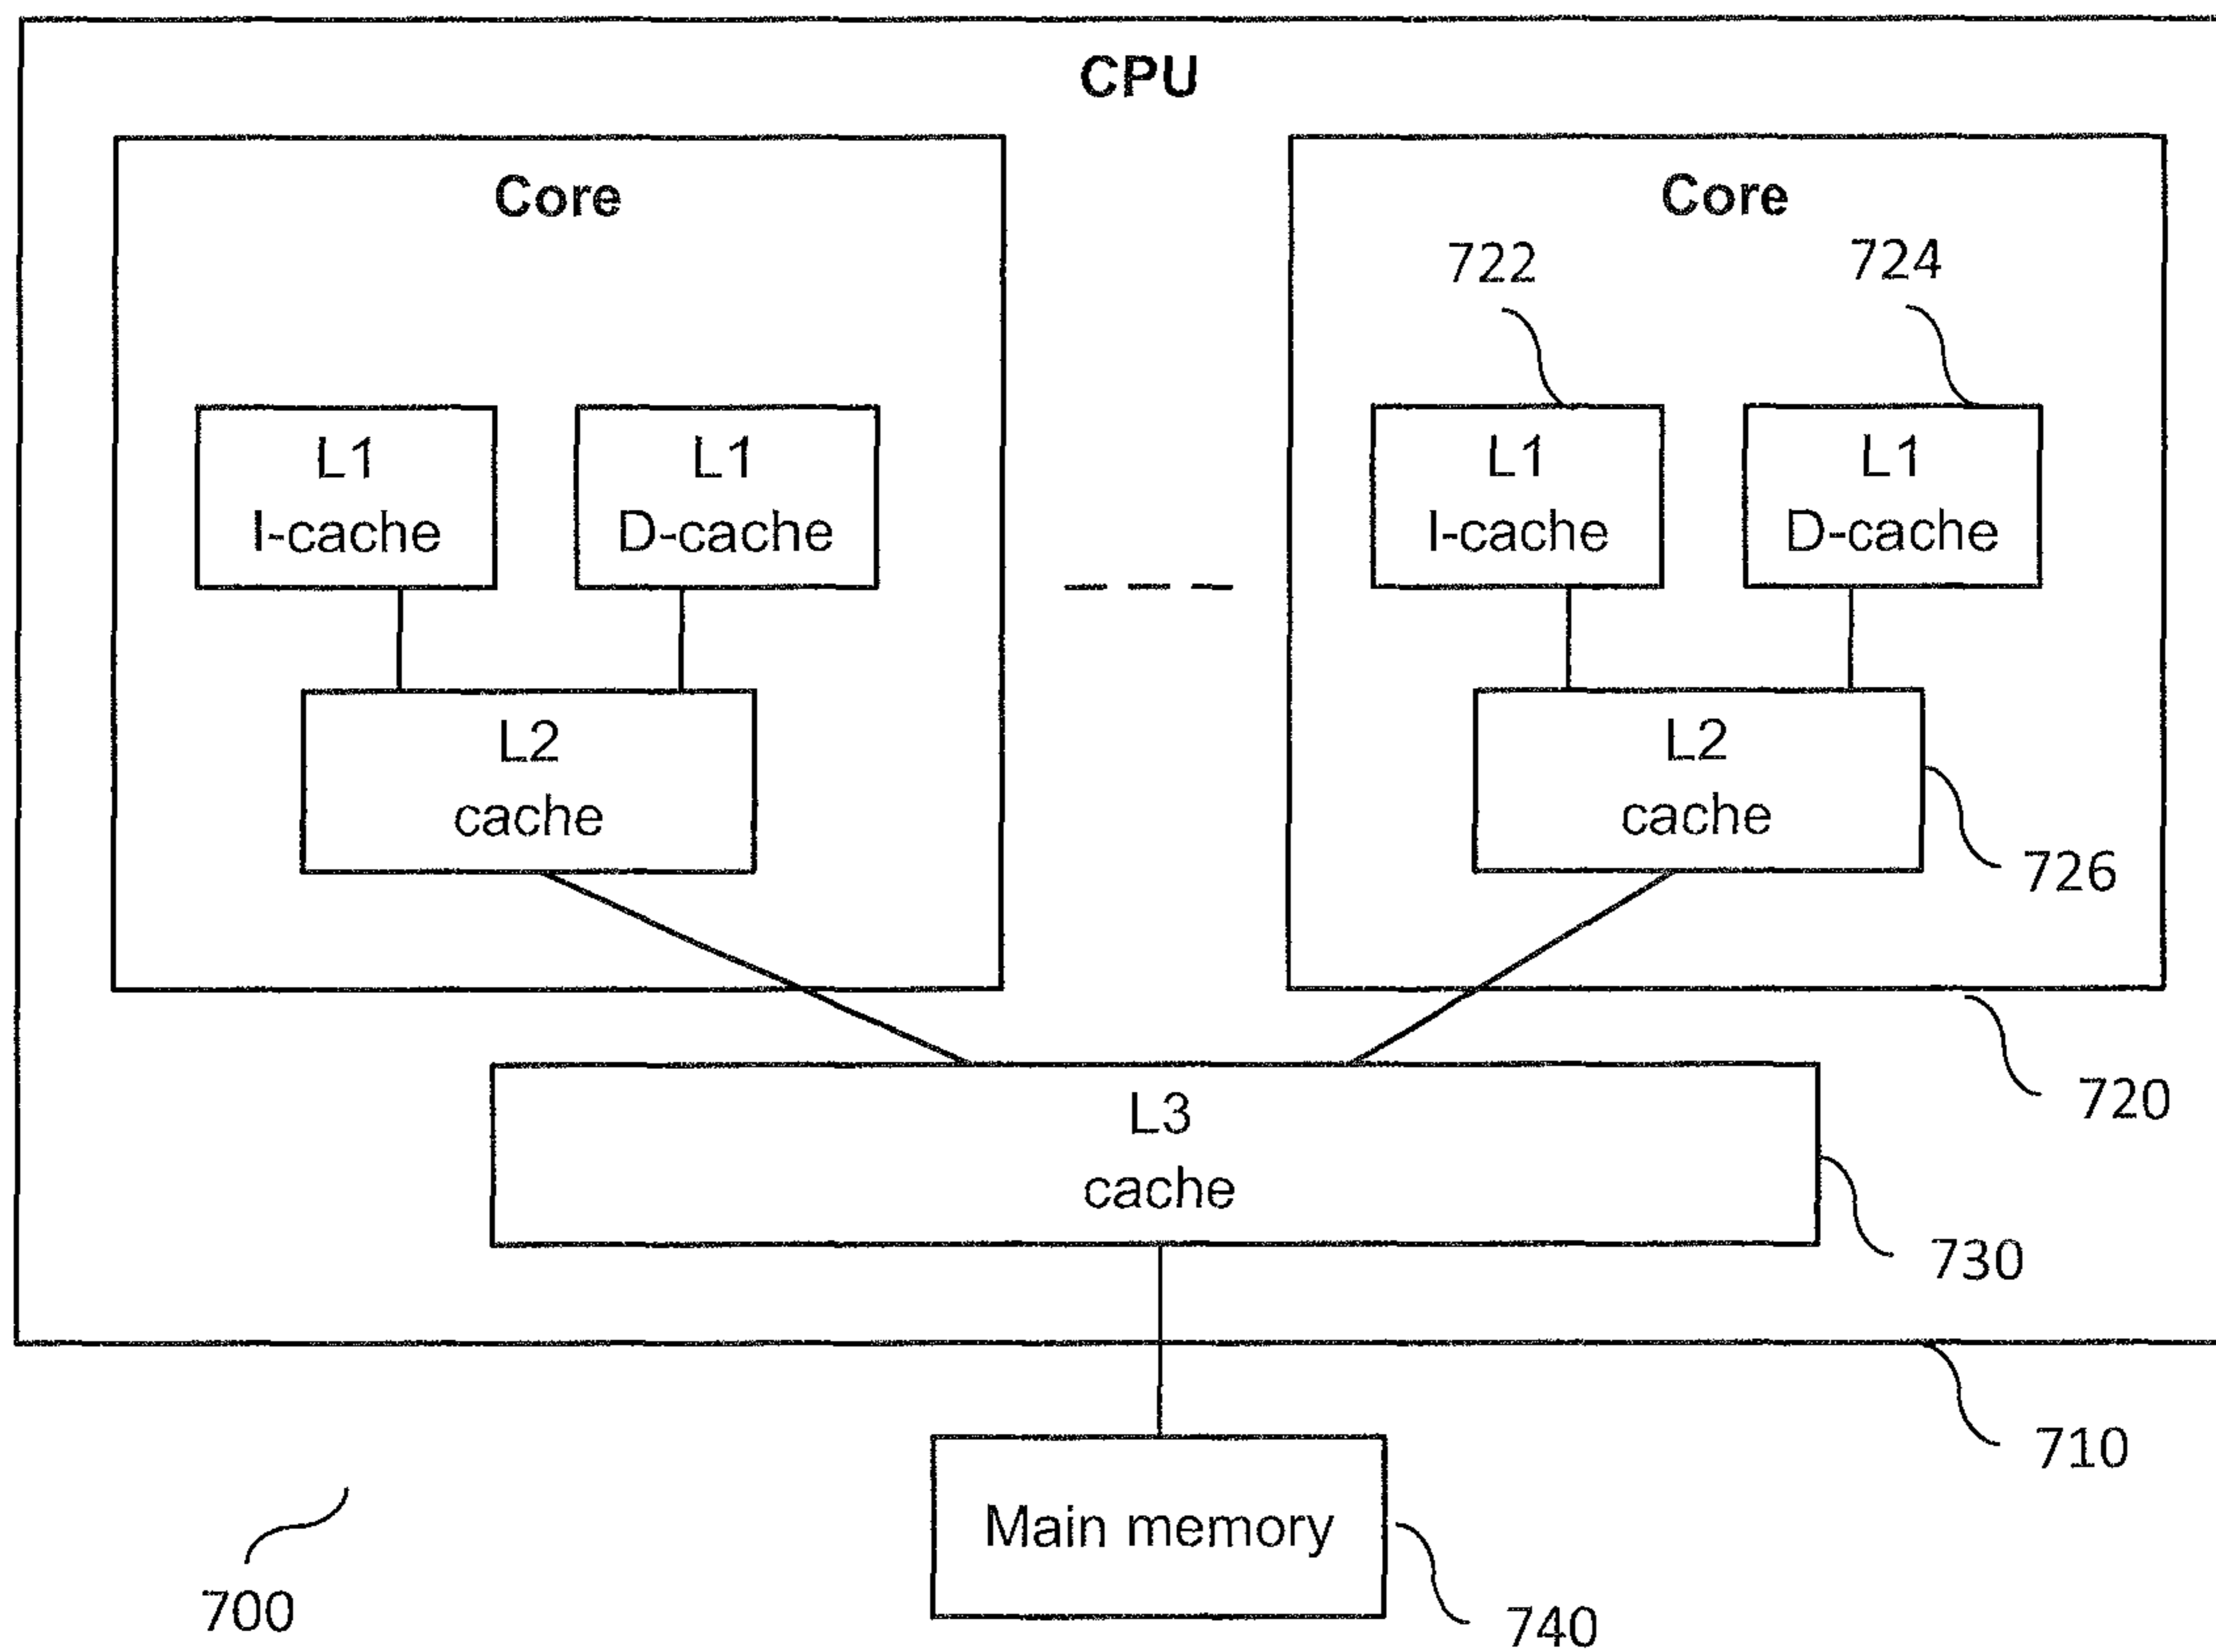 CPU
Core
Core
722
724
L1
I-cache
L1
D-cache
L1
I-cache
L1
D-cache
L2
cache
L2
cache
726
720
L3
cache
730
710
Main memory
700
740